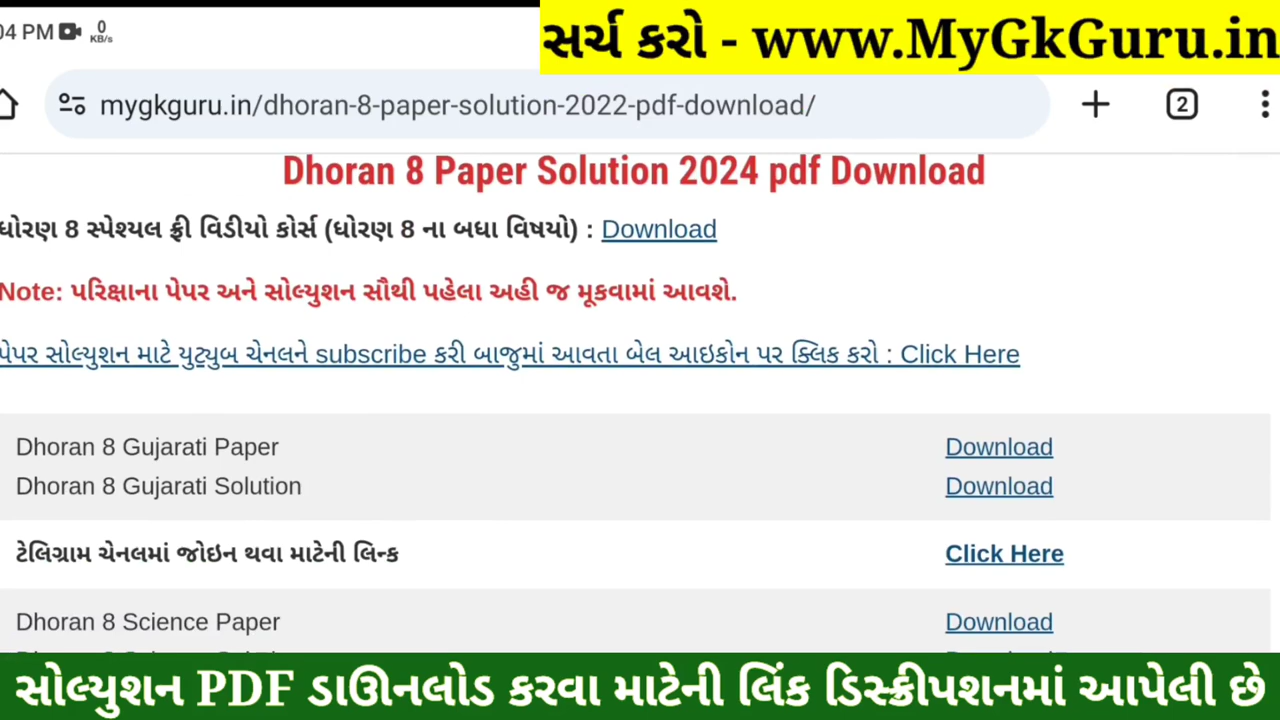 04 PM 0 KB/s
સર્ચ કરો - www.MyGkGuru.in
mygkguru.in/dhoran-8-paper-solution-2022-pdf-download/ 2
Dhoran 8 Paper Solution 2024 pdf Download
ધોરણ 8 સ્પેશ્યલ ફ્રી વિડીયો કોર્સ (ધોરણ 8 ના બધા વિષયો) : Download
Note: પરિક્ષાના પેપર અને સોલ્યુશન સૌથી પહેલા અહી જ મૂકવામાં આવશે.
પેપર સોલ્યુશન માટે યુટ્યુબ ચેનલને subscribe કરી બાજુમાં આવતા બેલ આઇકોન પર ક્લિક કરો : Click Here
Dhoran 8 Gujarati Paper Download
Dhoran 8 Gujarati Solution Download
ટેલિગ્રામ ચેનલમાં જોઇન થવા માટેની લિન્ક Click Here
Dhoran 8 Science Paper Download
સોલ્યુશન PDF ડાઊનલોડ કરવા માટેની લિંક ડિસ્ક્રીપશનમાં આપેલી છે